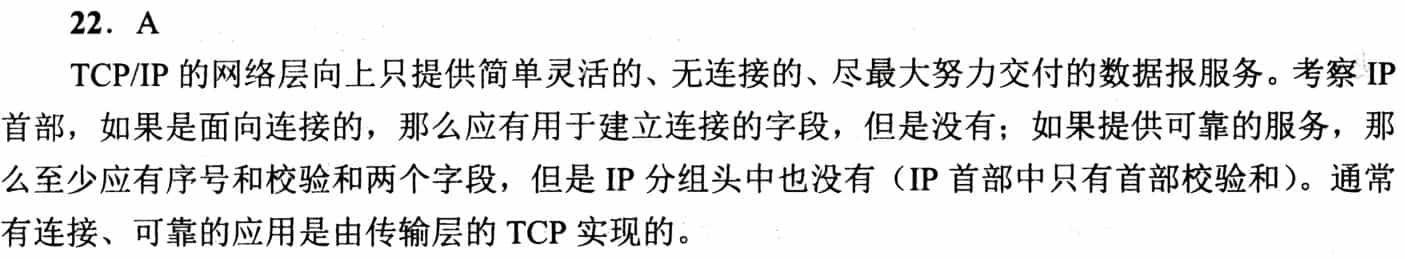 22. A
TCP/IP 的网络层向上只提供简单灵活的、无连接的、尽最大努力交付的数据报服务。考察 IP
首部，如果是面向连接的，那么应有用于建立连接的字段，但是没有；如果提供可靠的服务，那
么至少应有序号和校验和两个字段，但是 IP 分组头中也没有（IP 首部中只有首部校验和）。通常
有连接、可靠的应用是由传输层的 TCP 实现的。